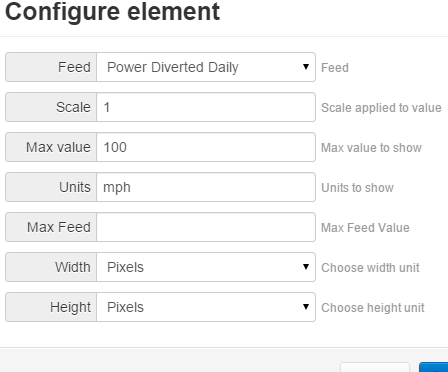 Configure element
Feed Power Diverted Daily Feed
Scale 1 Scale applied to value
Max value 100 Max value to show
Units mph Units to show
Max Feed Max Feed Value
Width Pixels Choose width unit
Height Pixels Choose height unit